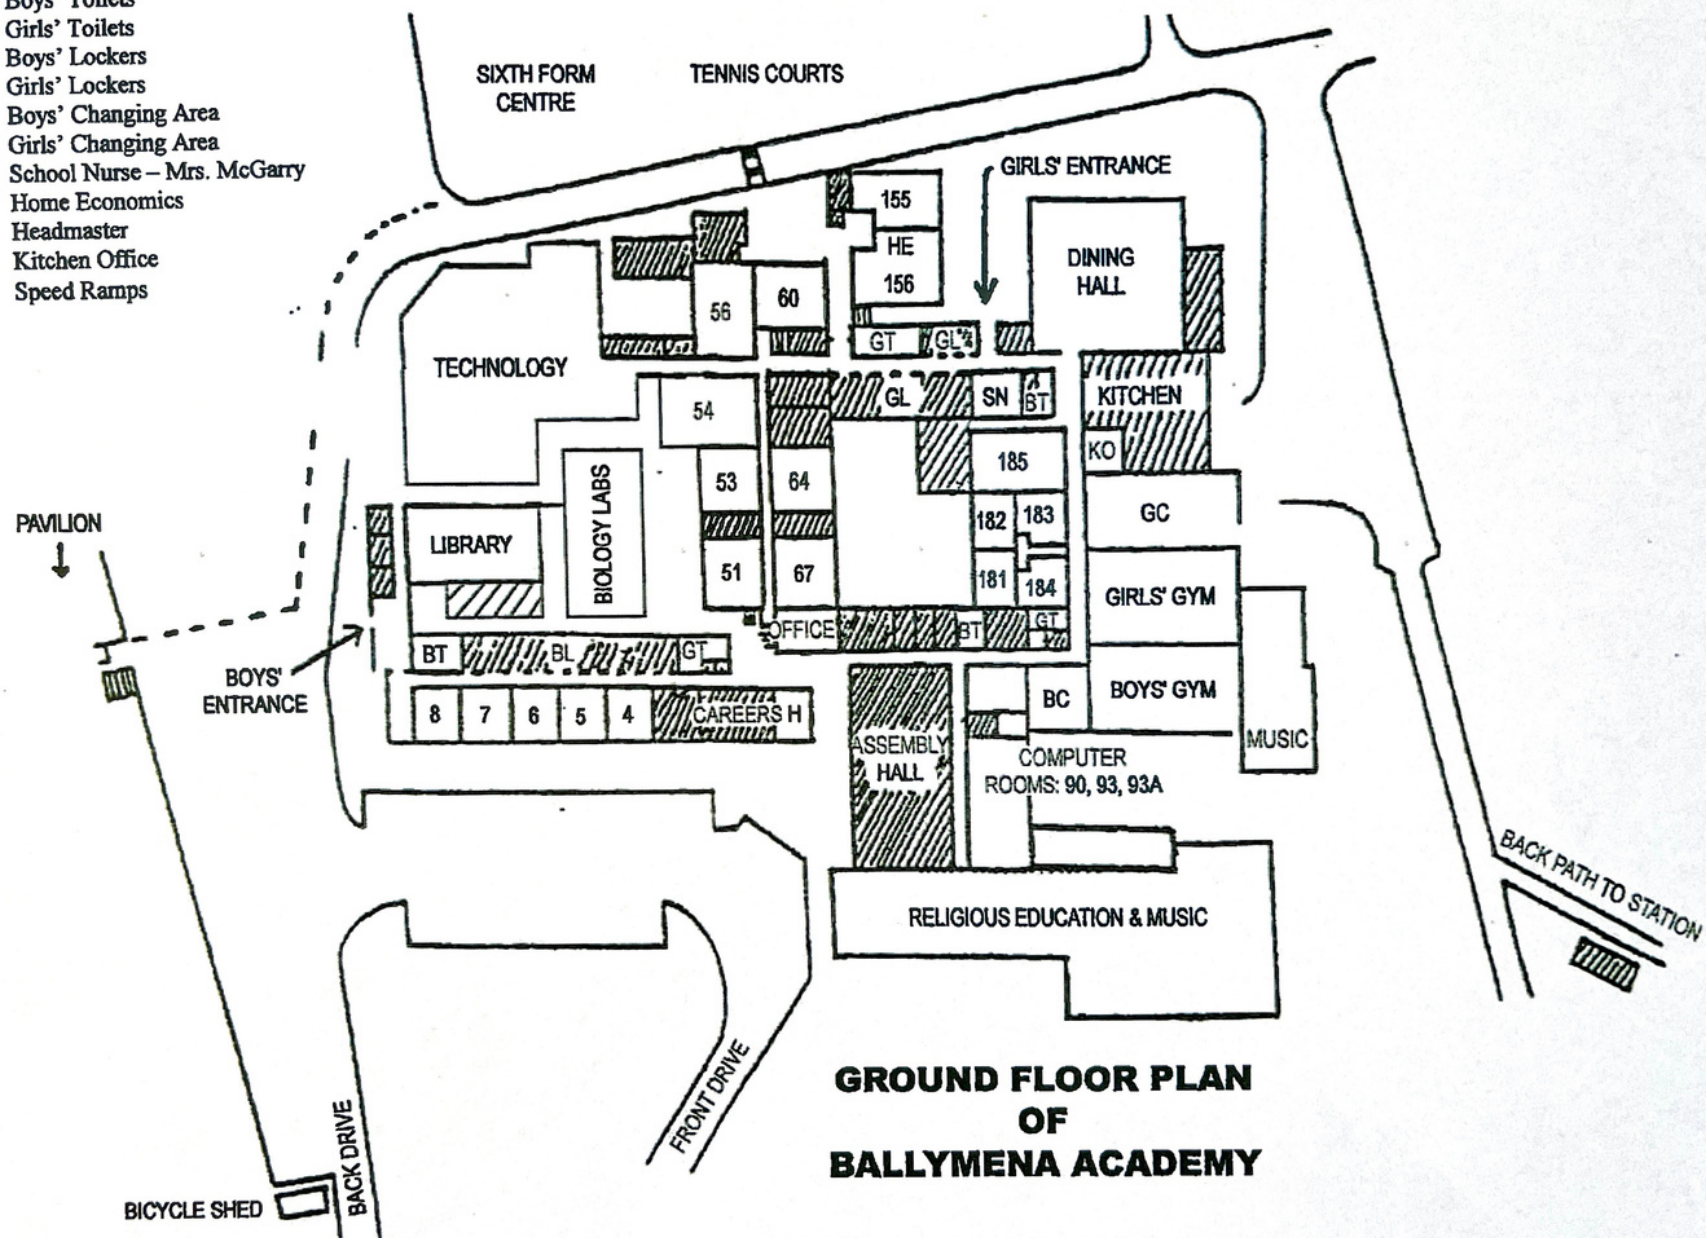 Boys' Toilets
Girls' Toilets
Boys' Lockers
Girls' Lockers
Boys' Changing Area
Girls' Changing Area
School Nurse – Mrs. McGarry
Home Economics
Headmaster
Kitchen Office
Speed Ramps
SIXTH FORM
CENTRE
TENNIS COURTS
GIRLS' ENTRANCE
155
HE
156
DINING
HALL
56
60
GT
GL
TECHNOLOGY
54
GL
SN
BT
KITCHEN
KO
185
53
64
182
183
GC
PAVILION
LIBRARY
BIOLOGY LABS
51
67
181
184
GIRLS' GYM
OFFICE
BT
GT
BT
BL
GT
BOYS'
ENTRANCE
8
7
6
5
4
CAREERS
H
BC
BOYS' GYM
ASSEMBLY
HALL
COMPUTER
ROOMS: 90, 93, 93A
MUSIC
BACK PATH TO STATION
RELIGIOUS EDUCATION & MUSIC
FRONT DRIVE
BACK DRIVE
BICYCLE SHED
GROUND FLOOR PLAN
OF
BALLYMENA ACADEMY